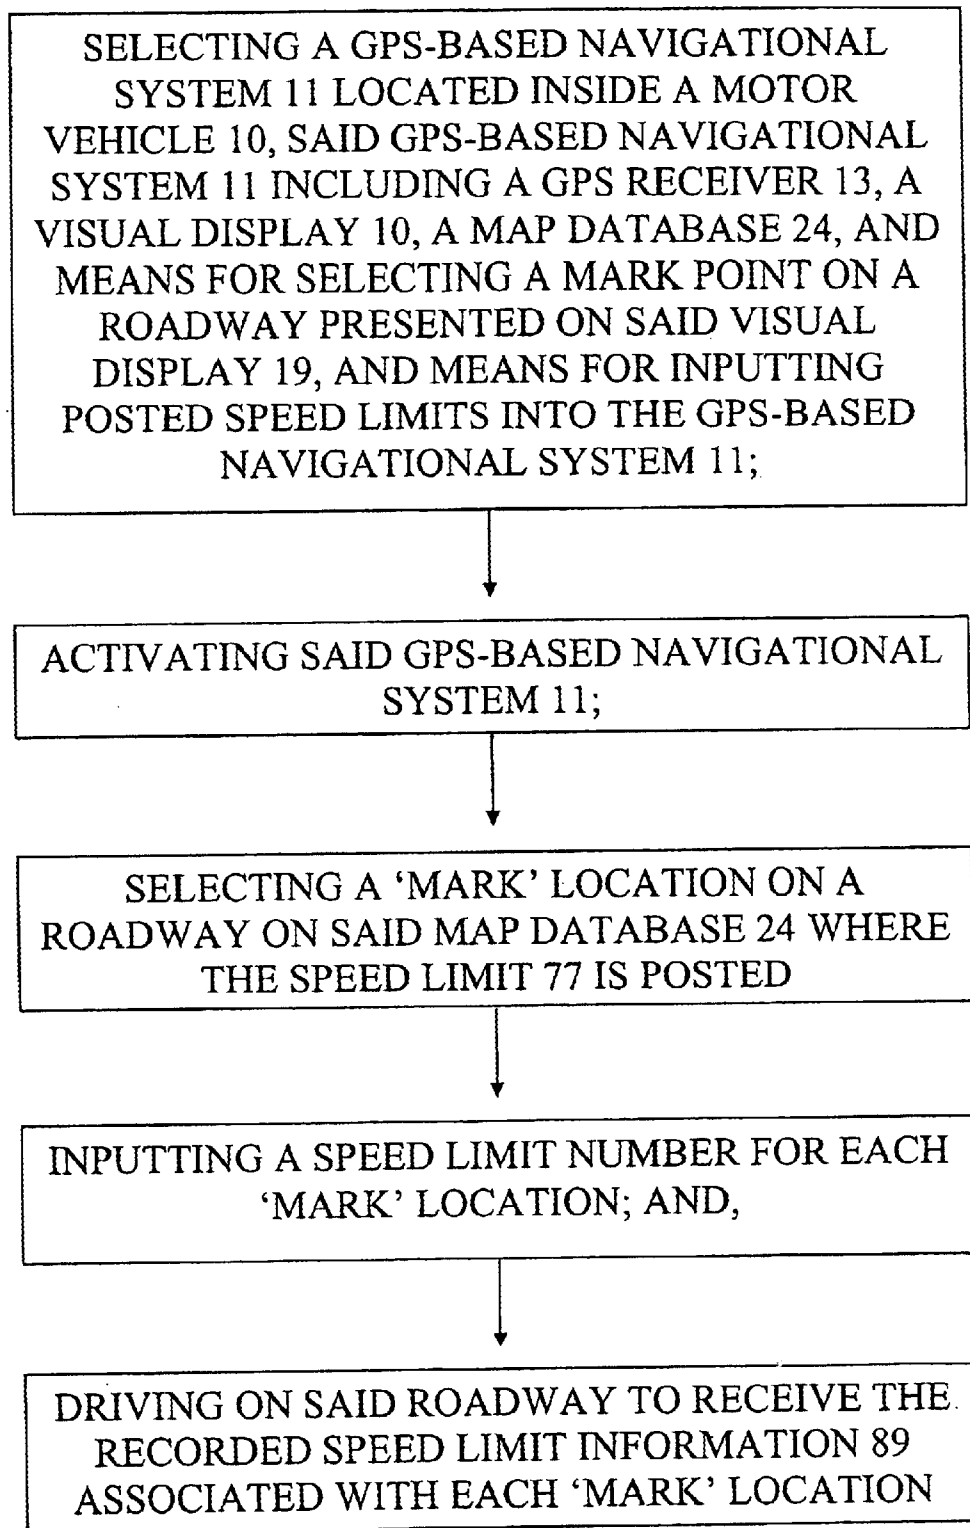 SELECTING A GPS-BASED NAVIGATIONAL
SYSTEM 11 LOCATED INSIDE A MOTOR
VEHICLE 10, SAID GPS-BASED NAVIGATIONAL
SYSTEM 11 INCLUDING A GPS RECEIVER 13, A
VISUAL DISPLAY 10, A MAP DATABASE 24, AND
MEANS FOR SELECTING A MARK POINT ON A
ROADWAY PRESENTED ON SAID VISUAL
DISPLAY 19, AND MEANS FOR INPUTTING
POSTED SPEED LIMITS INTO THE GPS-BASED
NAVIGATIONAL SYSTEM 11;
ACTIVATING SAID GPS-BASED NAVIGATIONAL
SYSTEM 11;
SELECTING A ‘MARK’ LOCATION ON A
ROADWAY ON SAID MAP DATABASE 24 WHERE
THE SPEED LIMIT 77 IS POSTED
INPUTTING A SPEED LIMIT NUMBER FOR EACH
‘MARK’ LOCATION; AND,
DRIVING ON SAID ROADWAY TO RECEIVE THE
RECORDED SPEED LIMIT INFORMATION 89
ASSOCIATED WITH EACH ‘MARK’ LOCATION